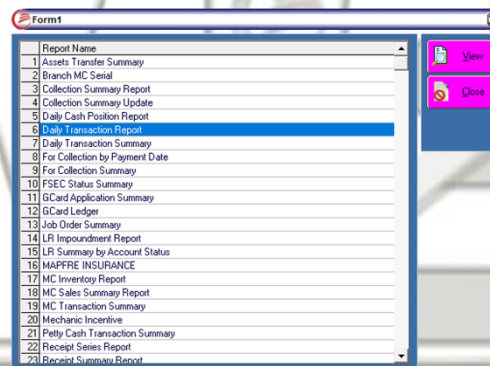 Form1
Report Name
1 Assets Transfer Summary
2 Branch MC Serial
3 Collection Summary Report
4 Collection Summary Update
5 Daily Cash Position Report
6 Daily Transaction Report
7 Daily Transaction Summary
8 For Collection by Payment Date
9 For Collection Summary
10 FSEC Status Summary
11 GCard Application Summary
12 GCard Ledger
13 Job Order Summary
14 LR Impoundment Report
15 LR Summary by Account Status
16 MAPFRE INSURANCE
17 MC Inventory Report
18 MC Sales Summary Report
19 MC Transaction Summary
20 Mechanic Incentive
21 Petty Cash Transaction Summary
22 Receipt Series Report
23 Receipt Summary Report
View
Close